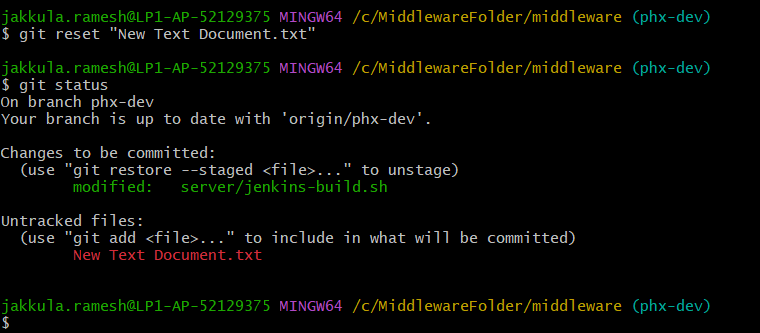 jakkula.ramesh@LP1-AP-52129375 MINGW64 /c/MiddlewareFolder/middleware (phx-dev)
$ git reset "New Text Document.txt"
jakkula.ramesh@LP1-AP-52129375 MINGW64 /c/MiddlewareFolder/middleware (phx-dev)
$ git status
On branch phx-dev
Your branch is up to date with 'origin/phx-dev'.
Changes to be committed:
  (use "git restore --staged <file>..." to unstage)
        modified:   server/jenkins-build.sh
Untracked files:
  (use "git add <file>..." to include in what will be committed)
        New Text Document.txt
jakkula.ramesh@LP1-AP-52129375 MINGW64 /c/MiddlewareFolder/middleware (phx-dev)
$